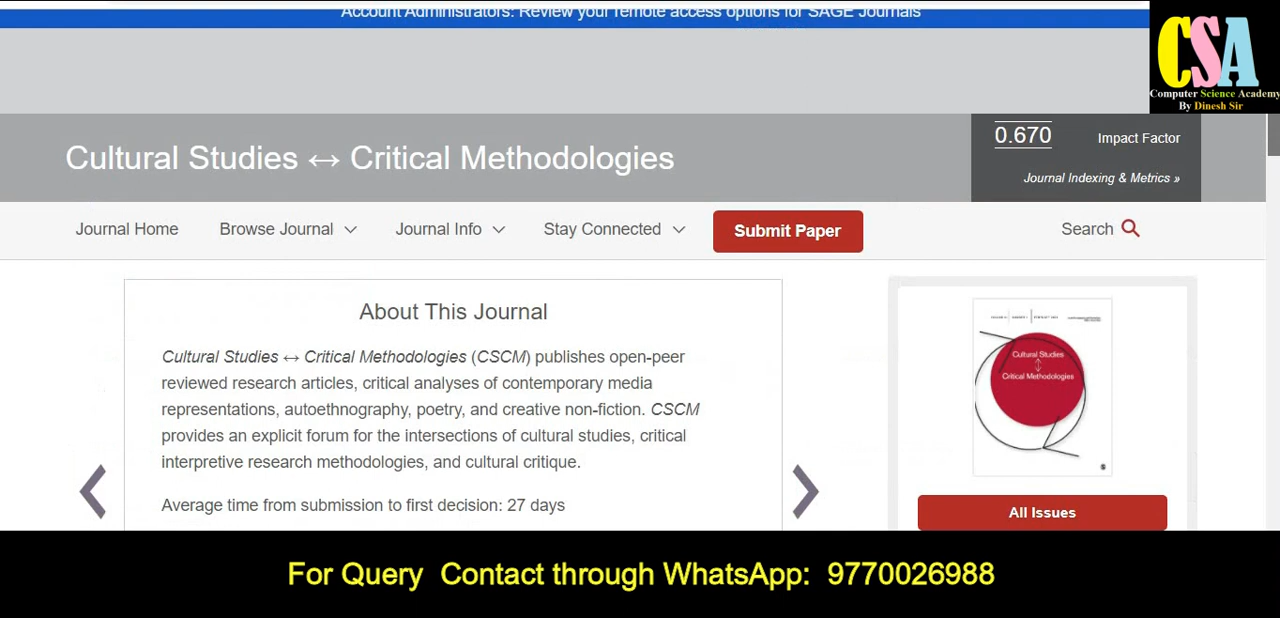 Account Administrators: Review your remote access options for SAGE Journals
CSA
Computer Science Academy
By Dinesh Sir
Cultural Studies ↔ Critical Methodologies
0.670 Impact Factor
Journal Indexing & Metrics »
Journal Home Browse Journal Journal Info Stay Connected Submit Paper Search
About This Journal
Cultural Studies ↔ Critical Methodologies (CSCM) publishes open-peer
reviewed research articles, critical analyses of contemporary media
representations, autoethnography, poetry, and creative non-fiction. CSCM
provides an explicit forum for the intersections of cultural studies, critical
interpretive research methodologies, and cultural critique.
Average time from submission to first decision: 27 days
Cultural Studies
↕
Critical Methodologies
All Issues
For Query Contact through WhatsApp: 9770026988